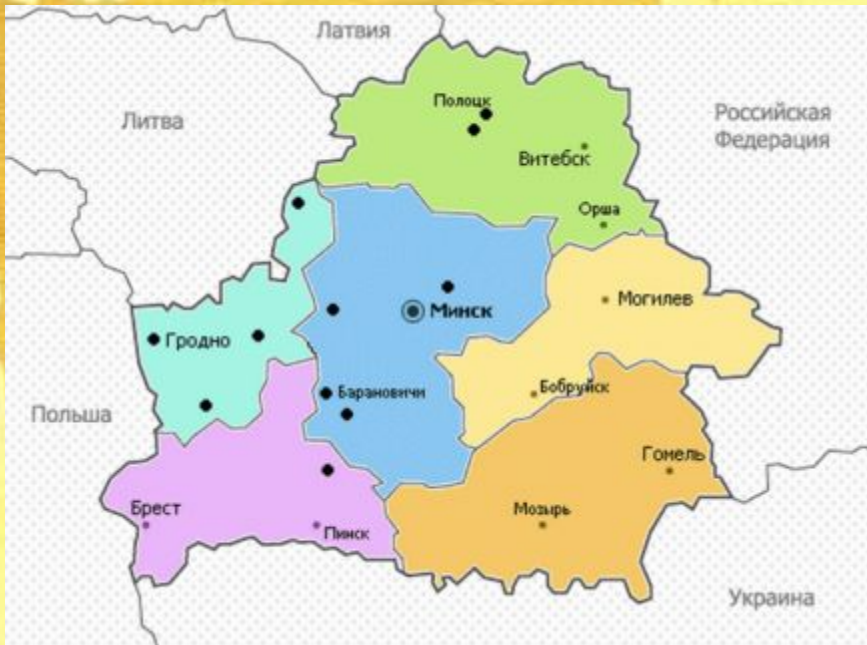 Латвия
Литва
Полоцк
Российская
Федерация
Витебск
Орша
Минск
Могилев
Гродно
Барановичи
Бобруйск
Польша
Гомель
Брест
Пинск
Мозырь
Украина